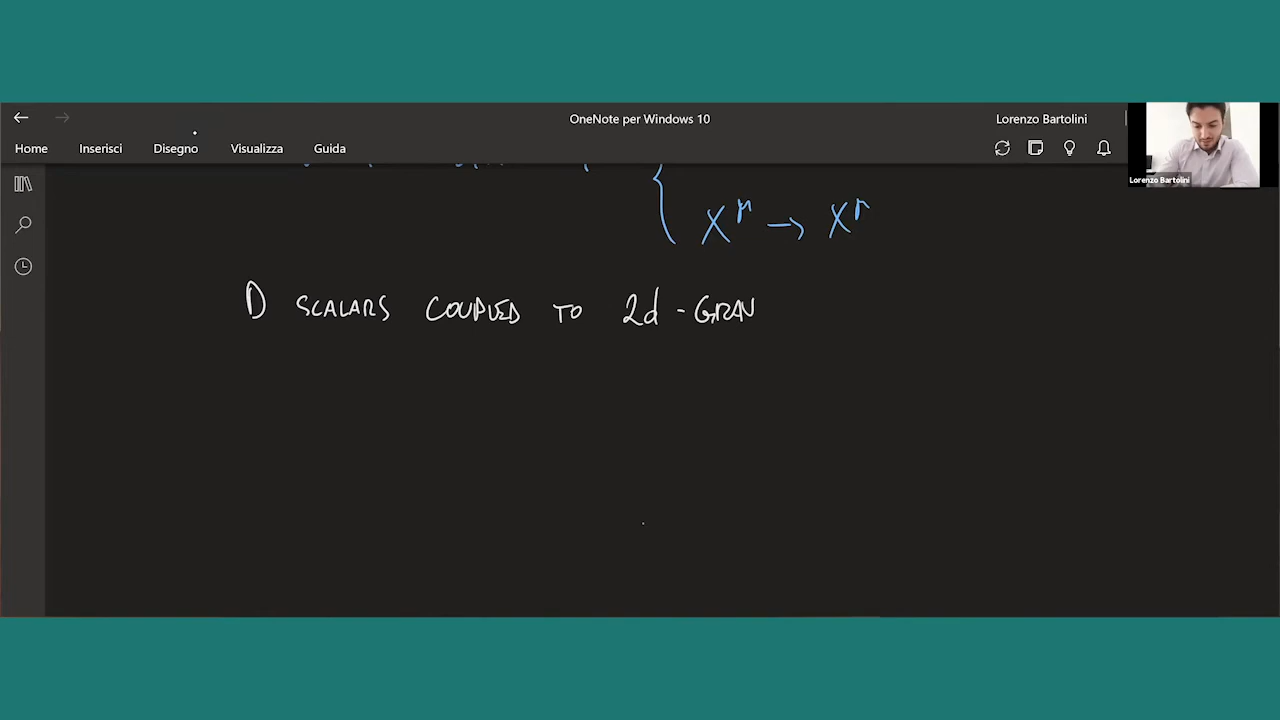 OneNote per Windows 10
Lorenzo Bartolini
Home Inserisci Disegno Visualizza Guida
Lorenzo Bartolini
X^μ → X^μ
D SCALARS COUPLED TO 2d - GRAV